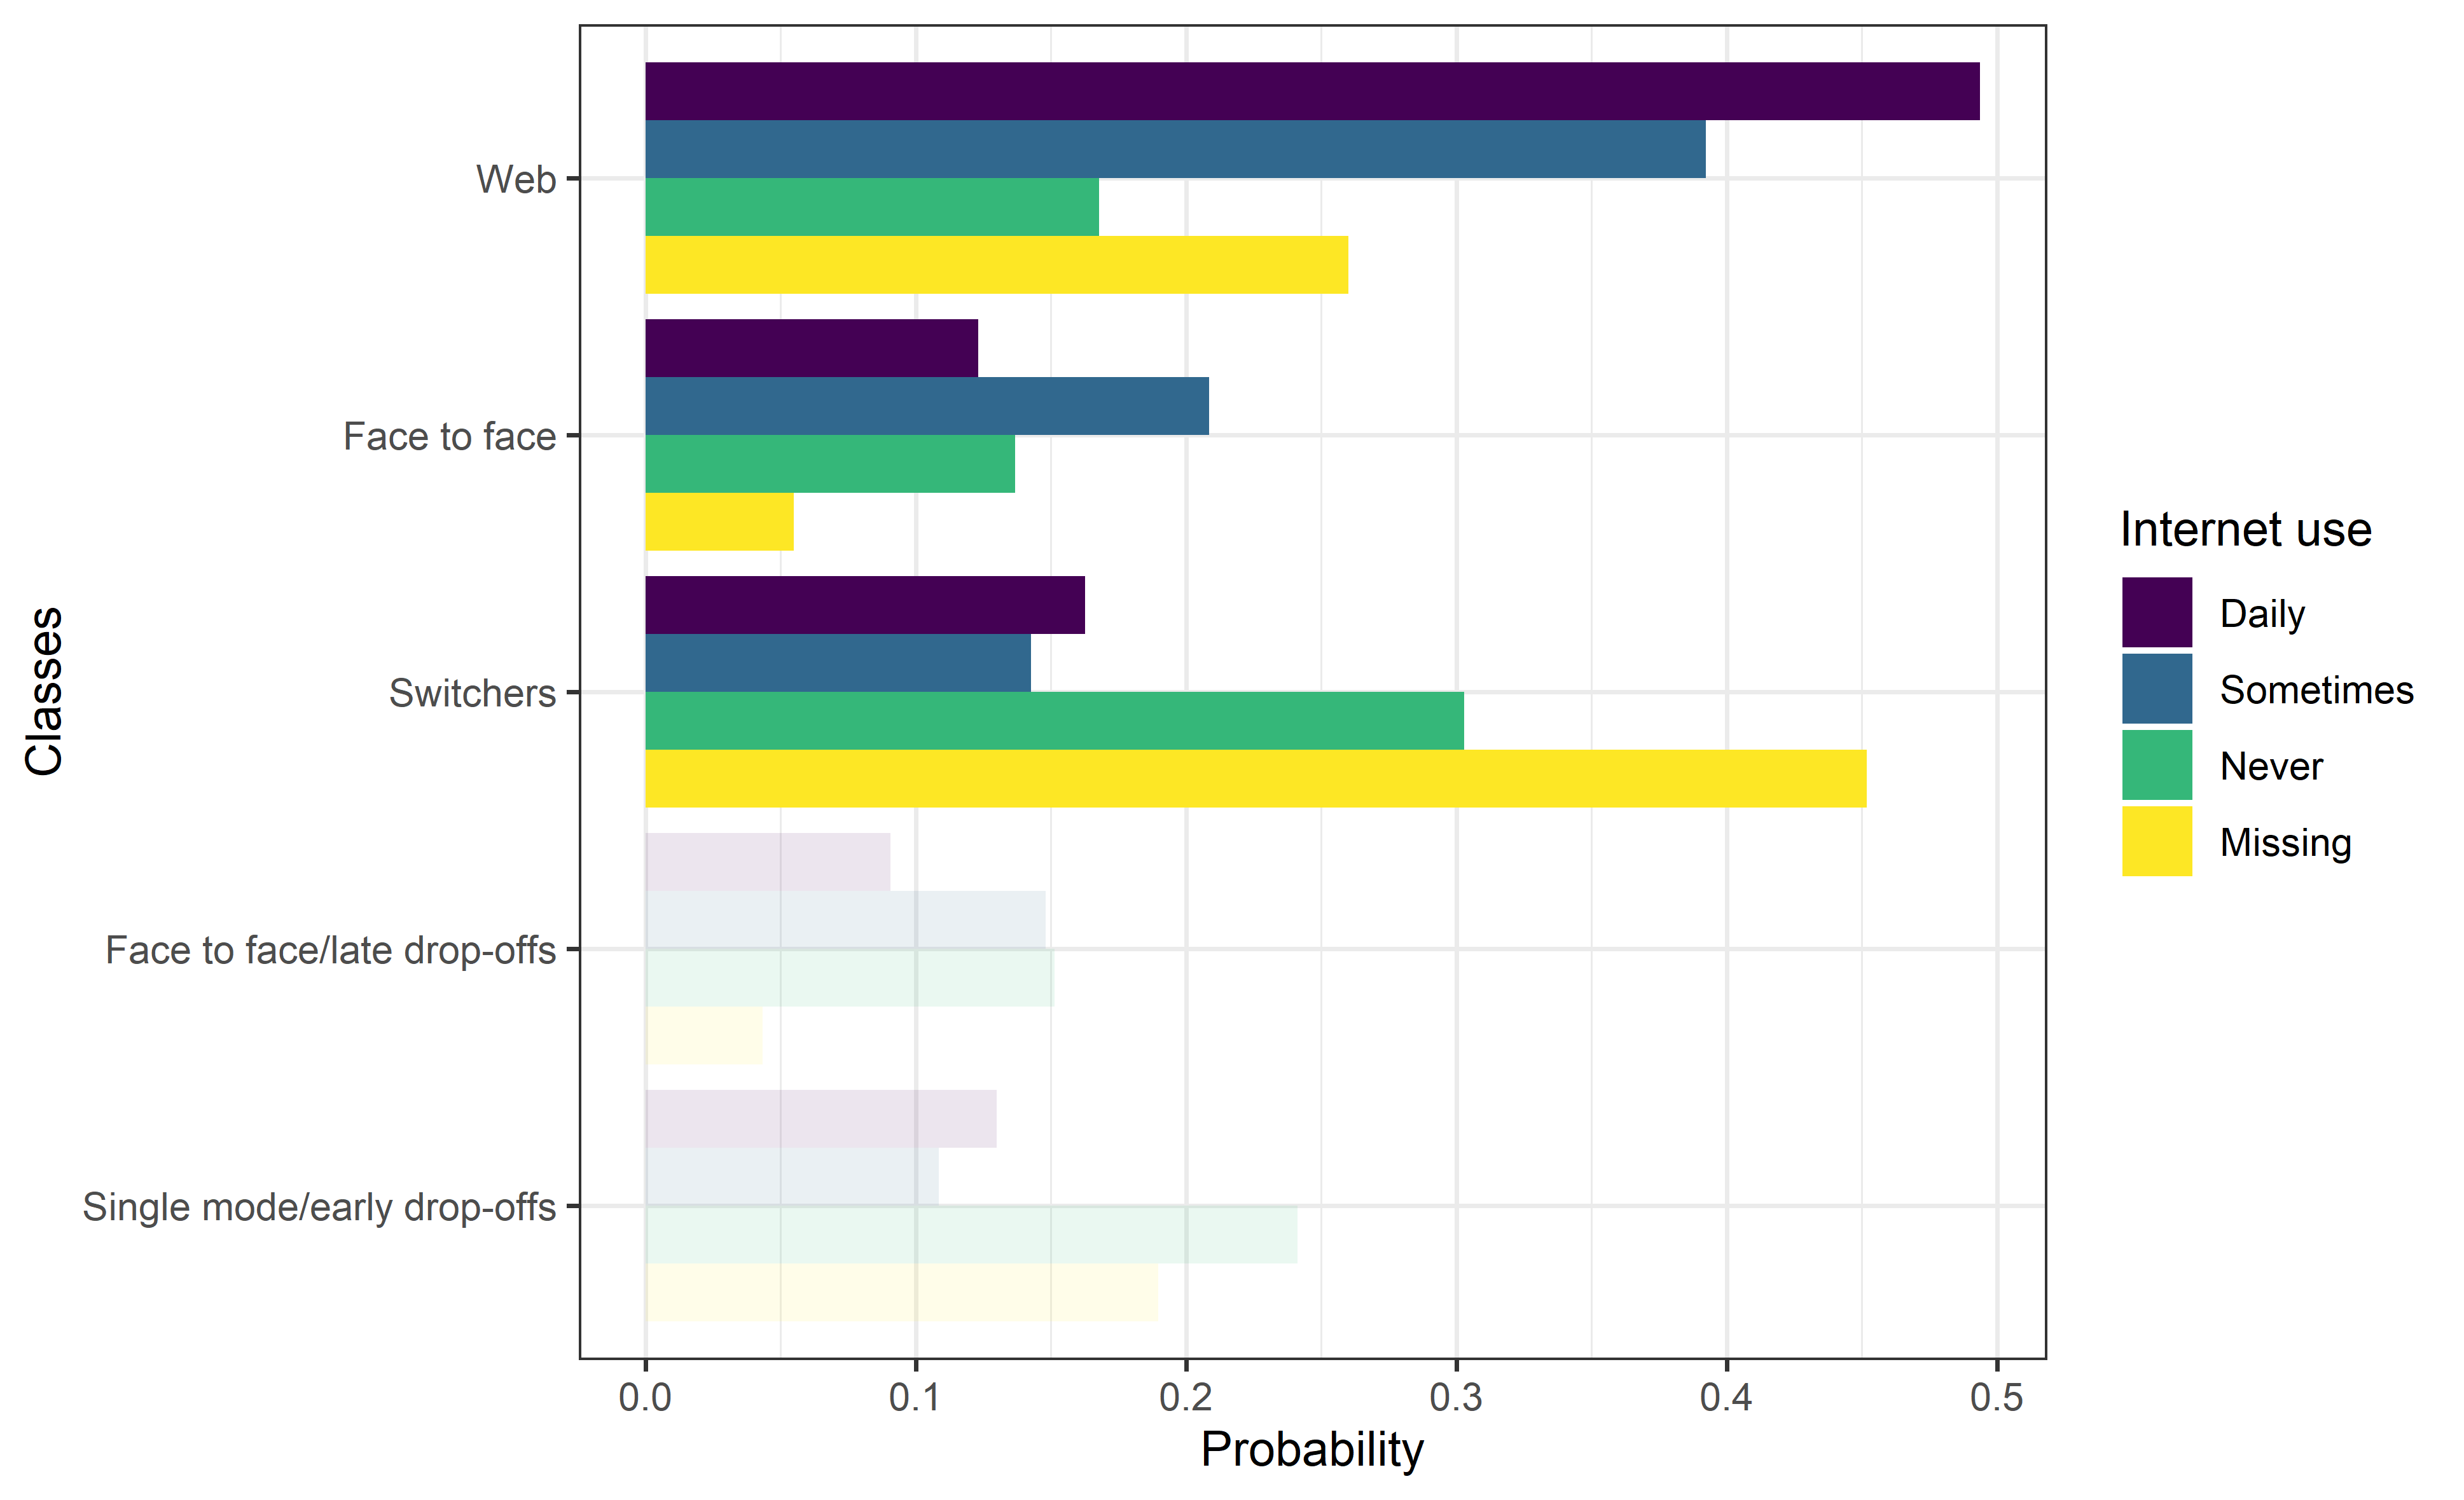 Classes
Web
Face to face
Switchers
Face to face/late drop-offs
Single mode/early drop-offs
0.0 0.1 0.2 0.3 0.4 0.5
Probability
Internet use
Daily
Sometimes
Never
Missing